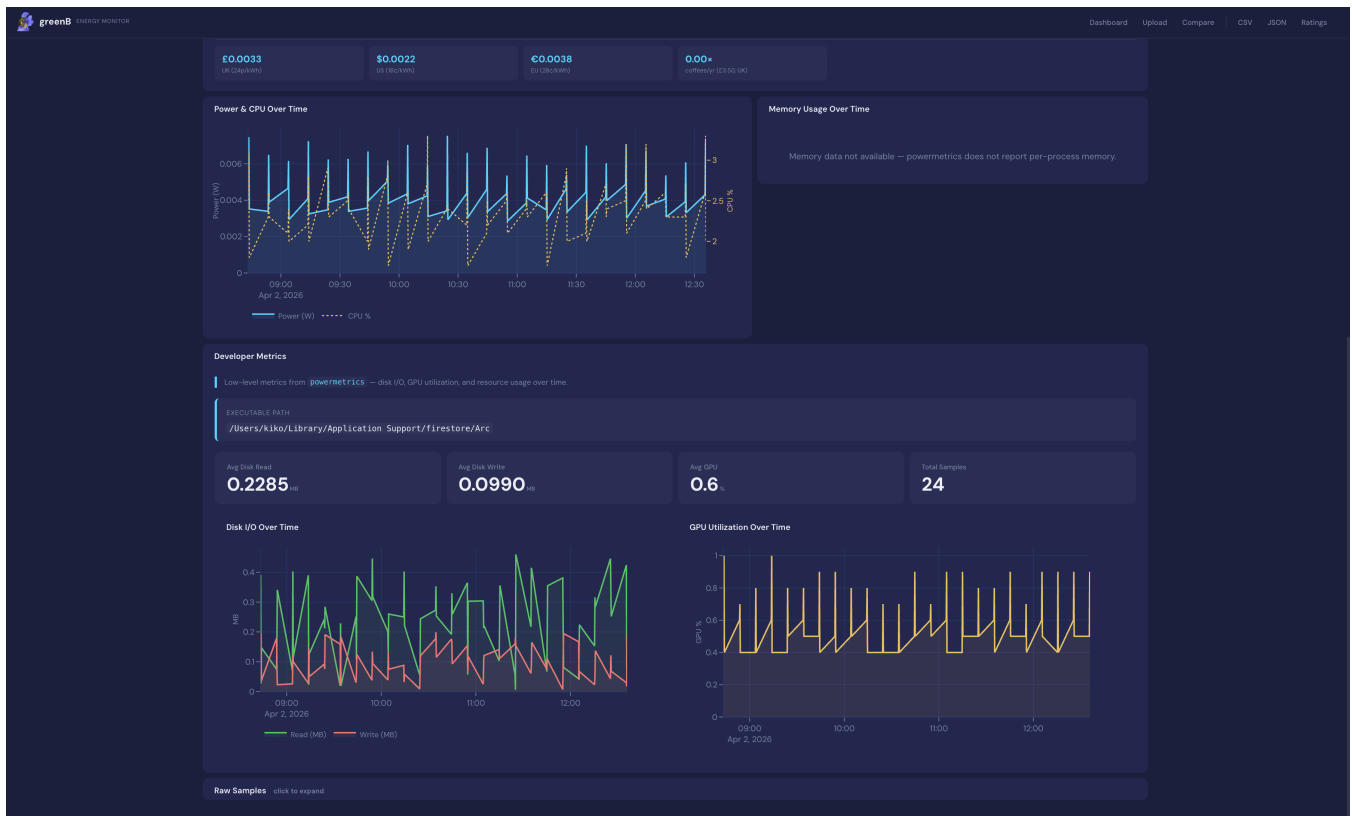 greenB ENERGY MONITOR
Dashboard Upload Compare CSV JSON Ratings
£0.0033 $0.0022 €0.0038 0.00×
UK (24p/kWh) US (16c/kWh) EU (28c/kWh) coffees/yr (£3.50 UK)
Power & CPU Over Time
0.006
0.004
0.002
0
Power (W)
3
2.5
2
CPU %
09:00 09:30 10:00 10:30 11:00 11:30 12:00 12:30
Apr 2, 2026
Power (W) CPU %
Memory Usage Over Time
Memory data not available — powermetrics does not report per-process memory.
Developer Metrics
Low-level metrics from powermetrics — disk I/O, GPU utilization, and resource usage over time.
EXECUTABLE PATH
/Users/kiko/Library/Application Support/firestore/Arc
Avg Disk Read
0.2285 MB
Avg Disk Write
0.0990 MB
Avg GPU
0.6 %
Total Samples
24
Disk I/O Over Time
0.4
0.3
0.2
0.1
0
MB
09:00 10:00 11:00 12:00
Apr 2, 2026
Read (MB) Write (MB)
GPU Utilization Over Time
1
0.8
0.6
0.4
0.2
0
GPU %
09:00 10:00 11:00 12:00
Apr 2, 2026
Raw Samples click to expand